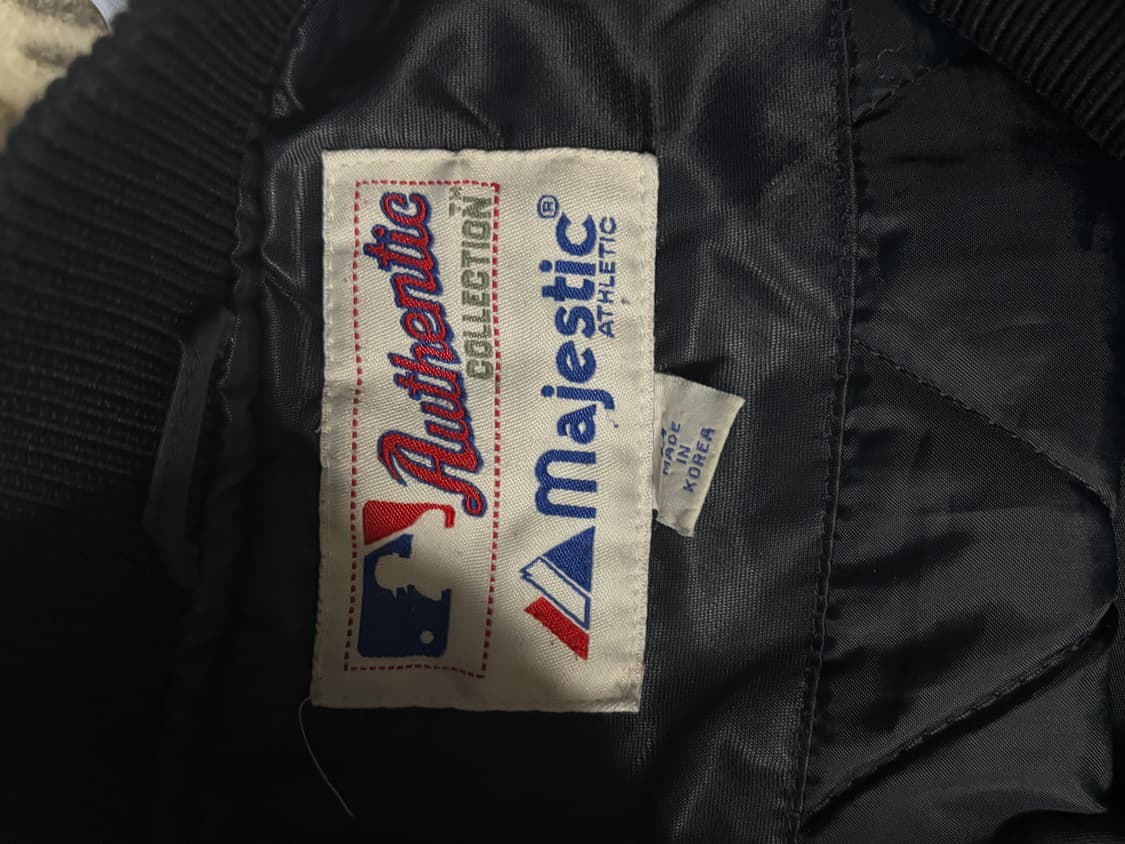 Authentic
COLLECTION™
majestic®
ATHLETIC
MADE
IN
KOREA